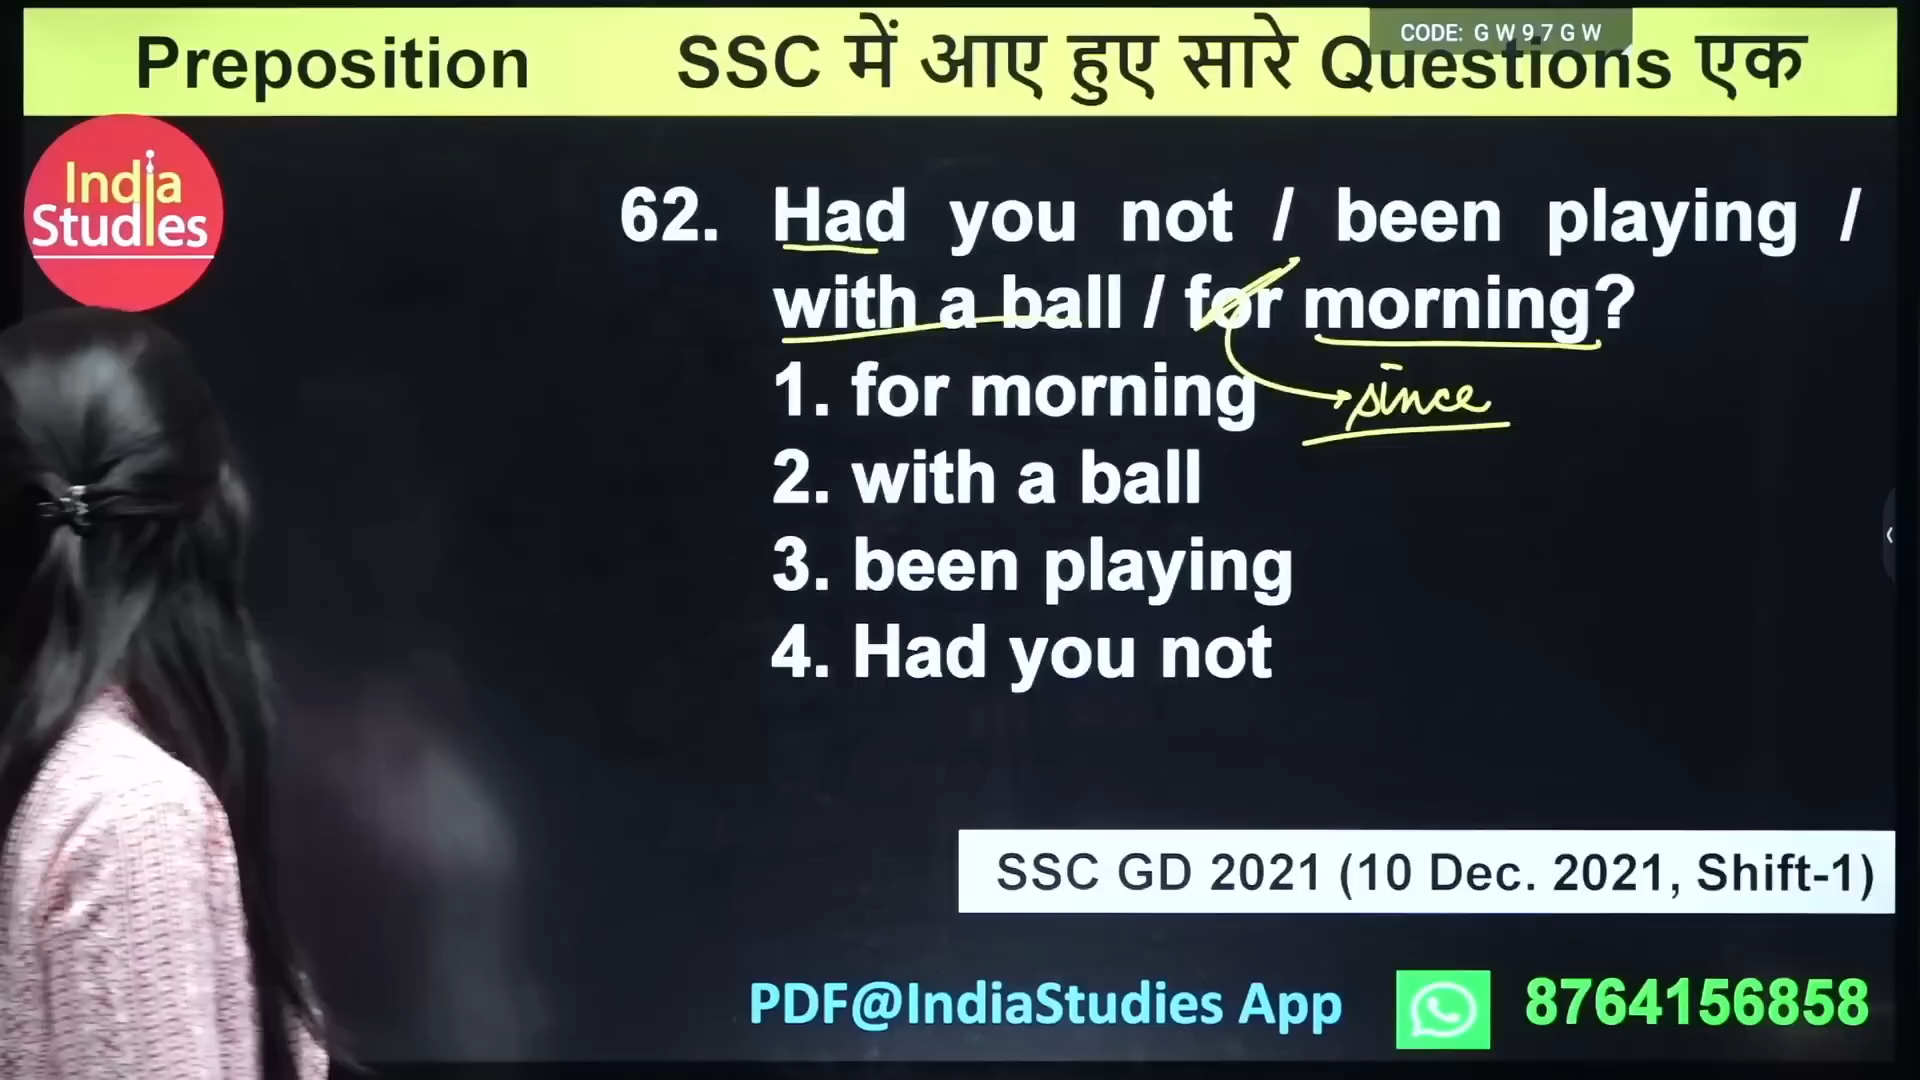 Preposition SSC में आए हुए सारे Questions एक
CODE: G W 9 7 G W
India
Studies
62. Had you not / been playing /
with a ball / for morning?
1. for morning
since
2. with a ball
3. been playing
4. Had you not
SSC GD 2021 (10 Dec. 2021, Shift-1)
PDF@IndiaStudies App 8764156858